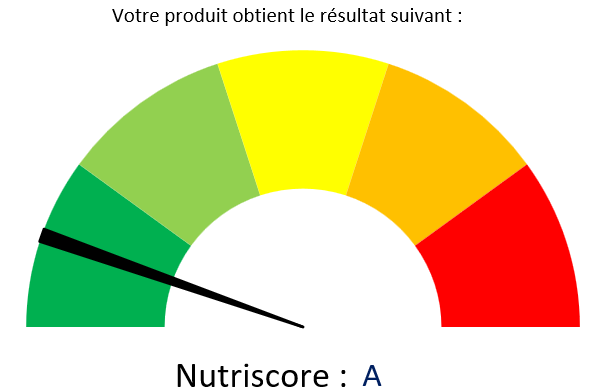 Votre produit obtient le résultat suivant :
Nutriscore : A